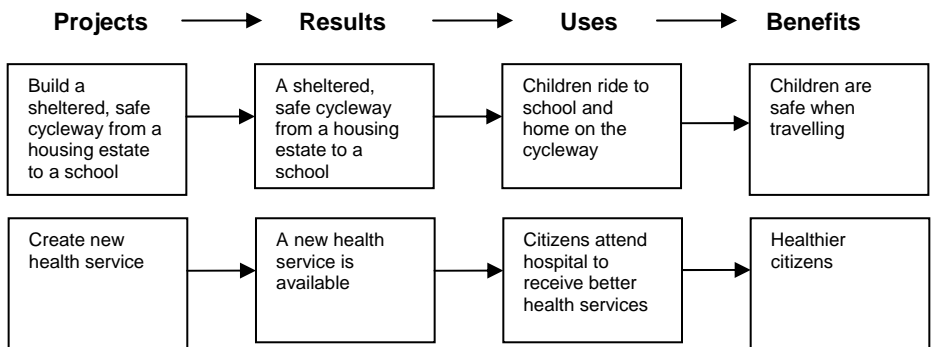 Projects Results Uses Benefits
Build a
sheltered, safe
cycleway from a
housing estate
to a school
A sheltered,
safe cycleway
from a housing
estate to a
school
Children ride to
school and
home on the
cycleway
Children are
safe when
travelling
Create new
health service
A new health
service is
available
Citizens attend
hospital to
receive better
health services
Healthier
citizens